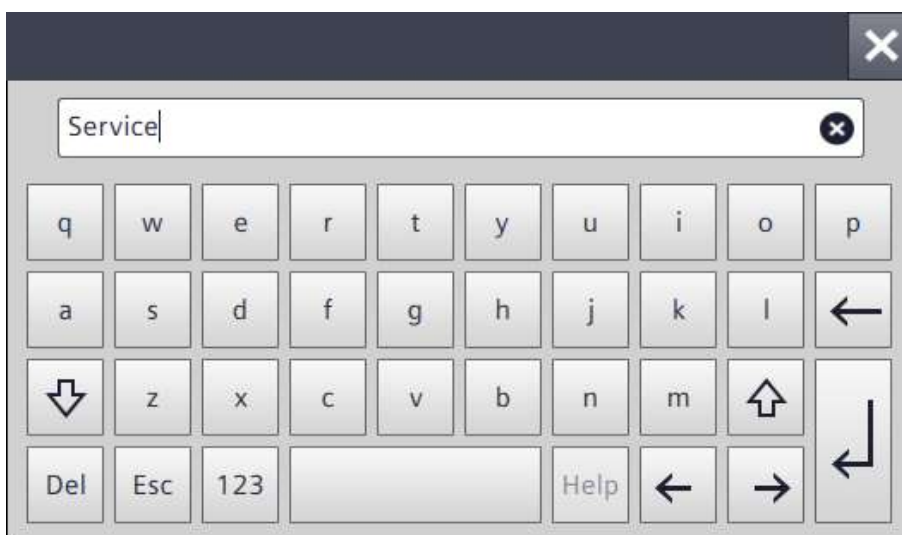 Service
q w e r t y u i o p
a s d f g h j k l
z x c v b n m
Del Esc 123 Help